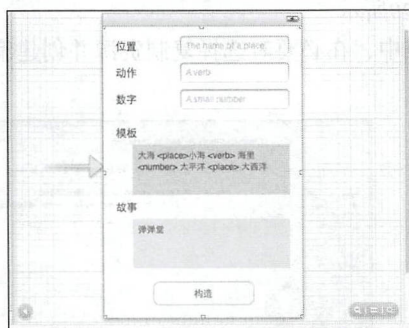 位置 The name of a place
动作 A verb
数字 A small number
模板
大海 <place>小海 <verb> 海里
<number> 太平洋 <place> 大西洋
故事
弹弹堂
构造